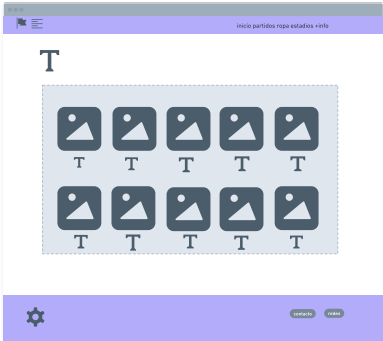 inicio partidos ropa estadios +info
T
T T T T T
T T T T T
contacto redes